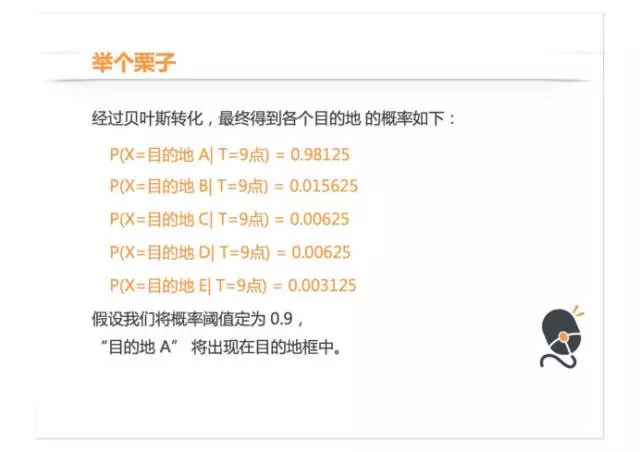 举个栗子
经过贝叶斯转化，最终得到各个目的地 的概率如下：
P(X=目的地 A| T=9点) = 0.98125
P(X=目的地 B| T=9点) = 0.015625
P(X=目的地 C| T=9点) = 0.00625
P(X=目的地 D| T=9点) = 0.00625
P(X=目的地 E| T=9点) = 0.003125
假设我们将概率阈值定为 0.9，
“目的地 A” 将出现在目的地框中。